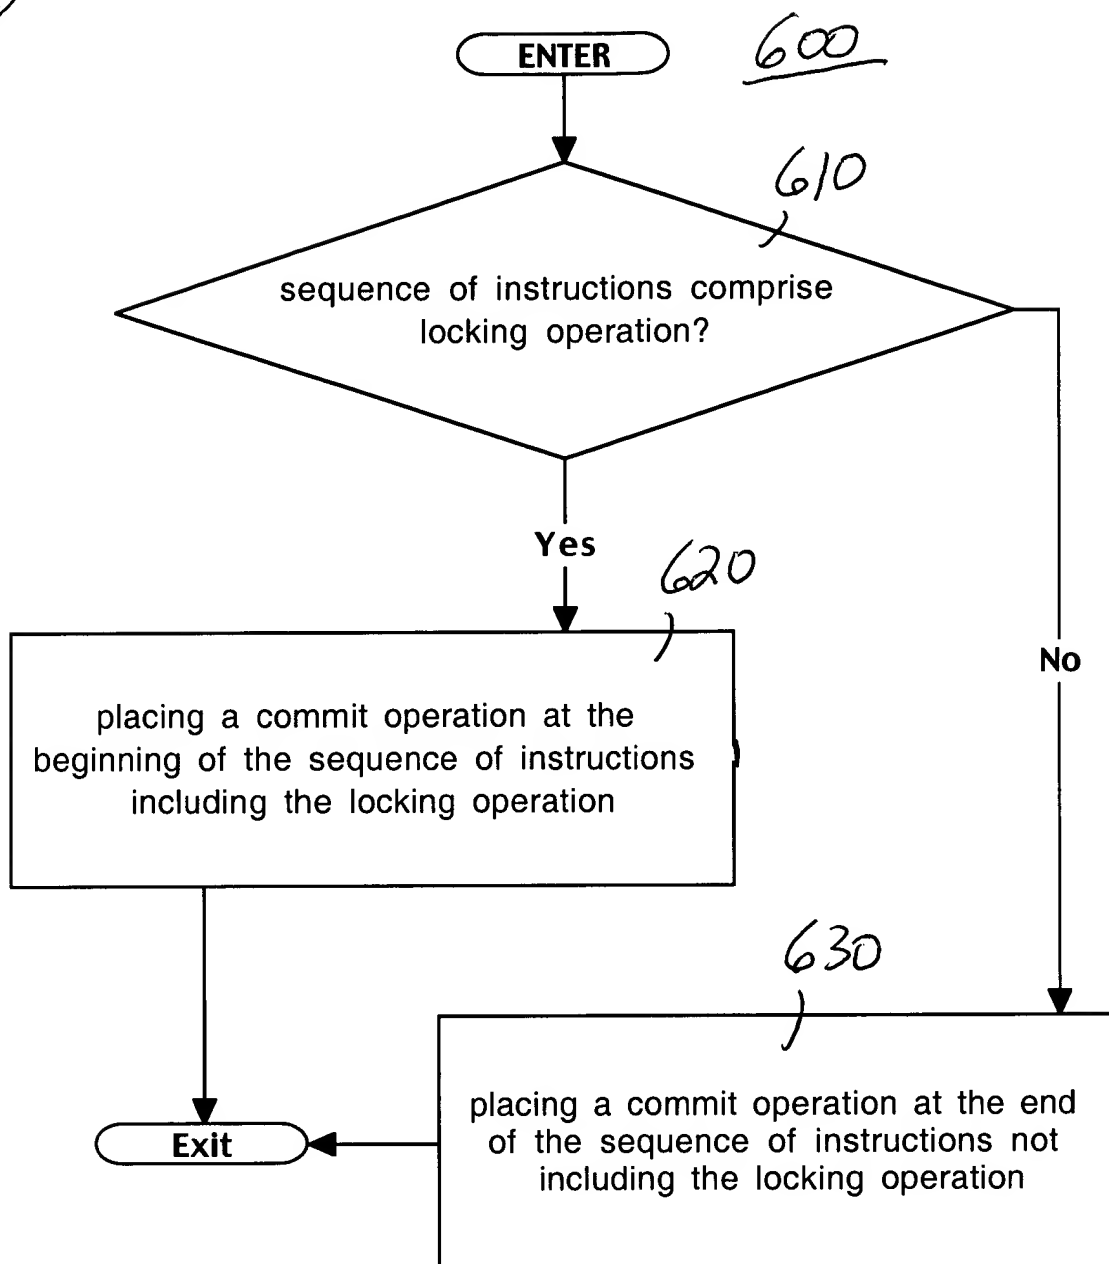 ENTER
600
610
sequence of instructions comprise
locking operation?
Yes
620
No
placing a commit operation at the
beginning of the sequence of instructions
including the locking operation
630
placing a commit operation at the end
of the sequence of instructions not
including the locking operation
Exit